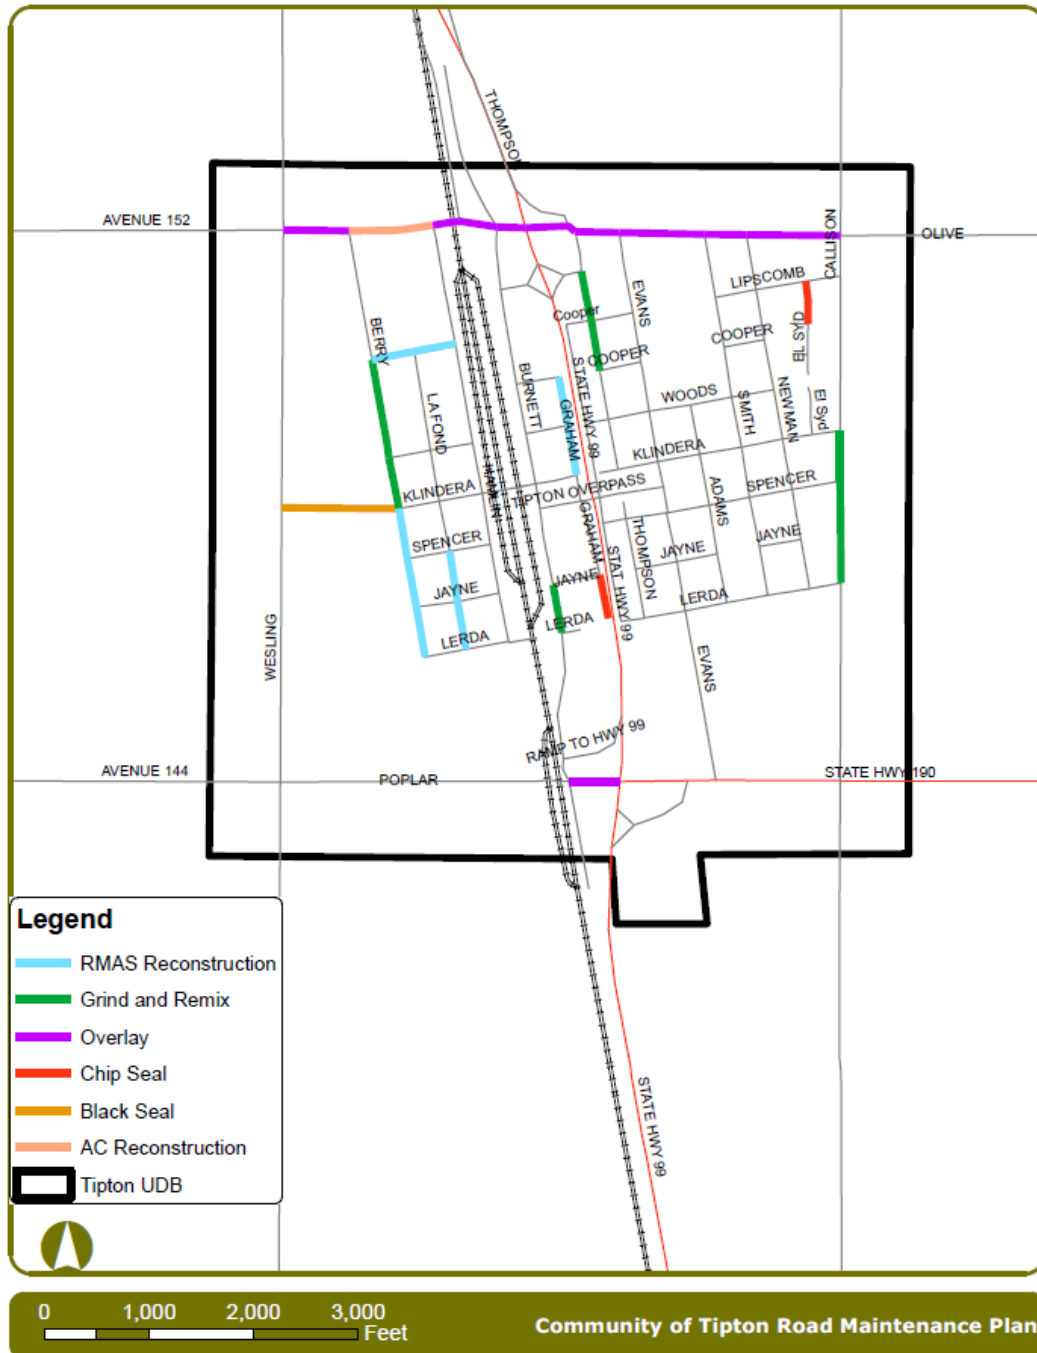 THOMPSON
AVENUE 152
OLIVE
CALLISON
LIPSCOMB
EVANS
Cooper
COOPER
EL SYD
BERRY
COOPER
BURNETT
STATE HWY 99
WOODS
SMITH
NEWMAN
El Syd
LA FOND
GRAHAM
KLINDERA
KLINDERA
HAMLIN
TIPTON OVERPASS
ADAMS
SPENCER
SPENCER
GRAHAM
THOMPSON
JAYNE
JAYNE
STAT HWY 99
JAYNE
JAYNE
LERDA
LERDA
LERDA
WESLING
EVANS
RAMP TO HWY 99
AVENUE 144
POPLAR
STATE HWY 190
STATE HWY 99
Legend
RMAS Reconstruction
Grind and Remix
Overlay
Chip Seal
Black Seal
AC Reconstruction
Tipton UDB
0 1,000 2,000 3,000
Feet
Community of Tipton Road Maintenance Plan